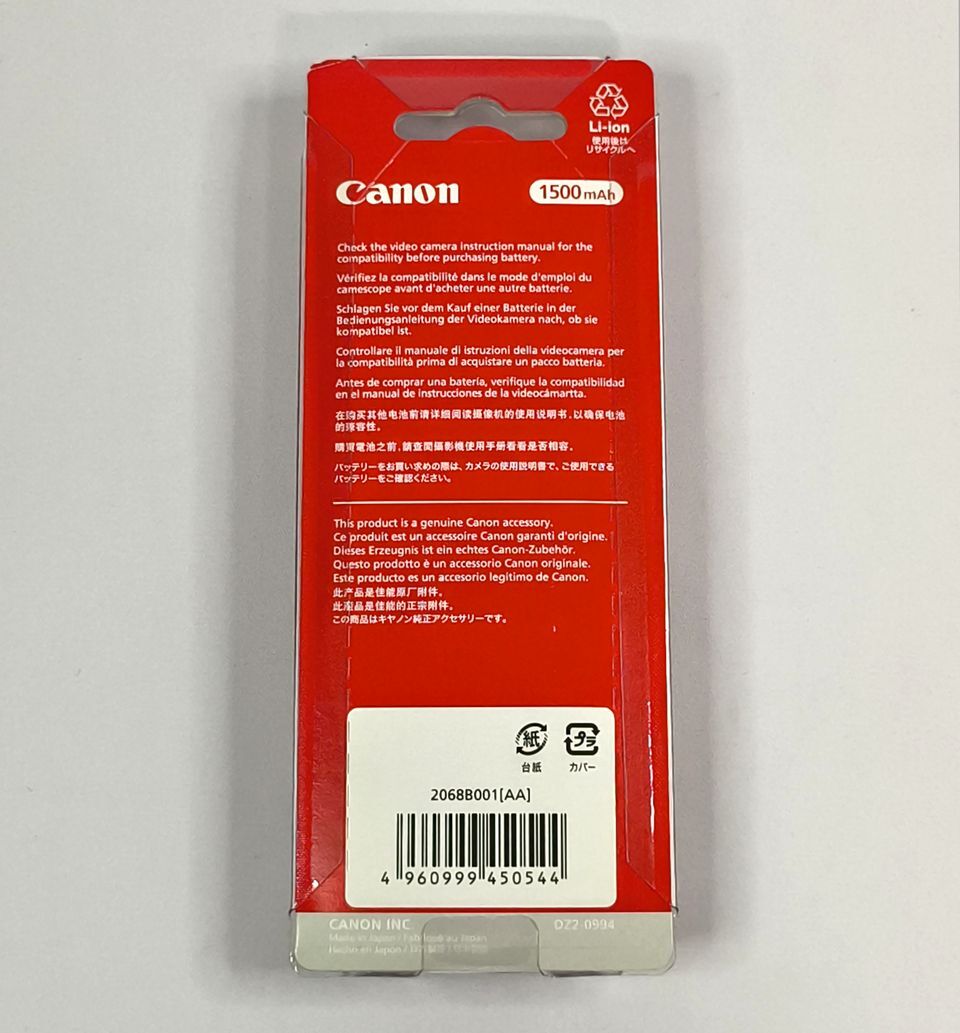 Li-ion
使用後は
リサイクルへ
Canon
1500mAh
Check the video camera instruction manual for the
compatibility before purchasing battery.
Vérifiez la compatibilité dans le mode d'emploi du
camescope avant d'acheter une autre batterie.
Schlagen Sie vor dem Kauf einer Batterie in der
Bedienungsanleitung der Videokamera nach, ob sie
kompatibel ist.
Controllare il manuale di istruzioni della videocamera per
la compatibilità prima di acquistare un pacco batteria.
Antes de comprar una batería, verifique la compatibilidad
en el manual de instrucciones de la videocámartta.
在购买其他电池前请详细阅读摄像机的使用说明书，以确保电池
的兼容性。
購買電池之前，請查閱攝影機使用手册看看是否相容。
バッテリーをお買い求めの際は、カメラの使用説明書で、ご使用できる
バッテリーをご確認ください。
This product is a genuine Canon accessory.
Ce produit est un accessoire Canon garanti d'origine.
Dieses Erzeugnis ist ein echtes Canon-Zubehör.
Questo prodotto è un accessorio Canon originale.
Este producto es un accesorio legítimo de Canon.
此产品是佳能原厂附件。
此產品是佳能的正宗附件。
この商品はキヤノン純正アクセサリーです。
紙 プラ
台紙 カバー
2068B001[AA]
4 960999 450544
CANON INC. DZ2-0994
Made in Japan / Fabriqué au Japon
Hecho en Japón /